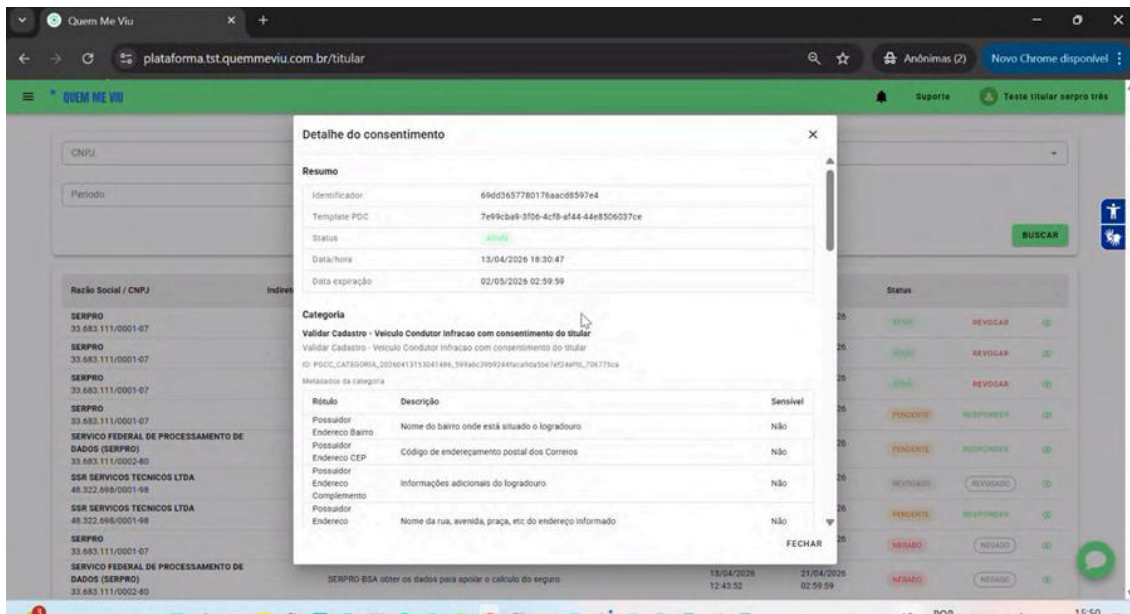 Quem Me Viu
plataforma.tst.quemmeviu.com.br/titular
Anônimas (2)
Novo Chrome disponível
QUEM ME VIU
Suporte
Teste titular serpro três
CNPJ
Período
BUSCAR
Razão Social / CNPJ
Status
SERPRO
33.683.111/0001-07
REVOGAR
SERPRO
33.683.111/0001-07
REVOGAR
SERPRO
33.683.111/0001-07
REVOGAR
SERPRO
33.683.111/0001-07
PENDENTE RESPONDER
SERVICO FEDERAL DE PROCESSAMENTO DE
DADOS (SERPRO)
33.683.111/0002-80
PENDENTE RESPONDER
SSR SERVICOS TECNICOS LTDA
48.322.698/0001-98
REVOGADO REVOGADO
SSR SERVICOS TECNICOS LTDA
48.322.698/0001-98
PENDENTE RESPONDER
SERPRO
33.683.111/0001-07
NEGADO NEGADO
SERVICO FEDERAL DE PROCESSAMENTO DE
DADOS (SERPRO)
33.683.111/0002-80
SERPRO-BSA obter os dados para apoiar o calculo do seguro
13/04/2026
12:43:52
21/04/2026
02:59:59
NEGADO NEGADO
Detalhe do consentimento
Resumo
Identificador 69dd3657780176aacd8597e4
Template PDC 7e99cba9-3f06-4cf8-af44-44e8506037ce
Status ATIVO
Data/hora 13/04/2026 18:30:47
Data expiração 02/05/2026 02:59:59
Categoria
Validar Cadastro - Veiculo Condutor Infracao com consentimento do titular
Validar Cadastro - Veiculo Condutor Infracao com consentimento do titular
Metadados da categoria
Rótulo Descrição Sensível
Possuidor
Endereco Bairro Nome do bairro onde está situado o logradouro Não
Possuidor
Endereco CEP Código de endereçamento postal dos Correios Não
Possuidor
Endereco
Complemento Informações adicionais do logradouro Não
Possuidor
Endereco Nome da rua, avenida, praça, etc do endereço informado Não
FECHAR
POR
15:50